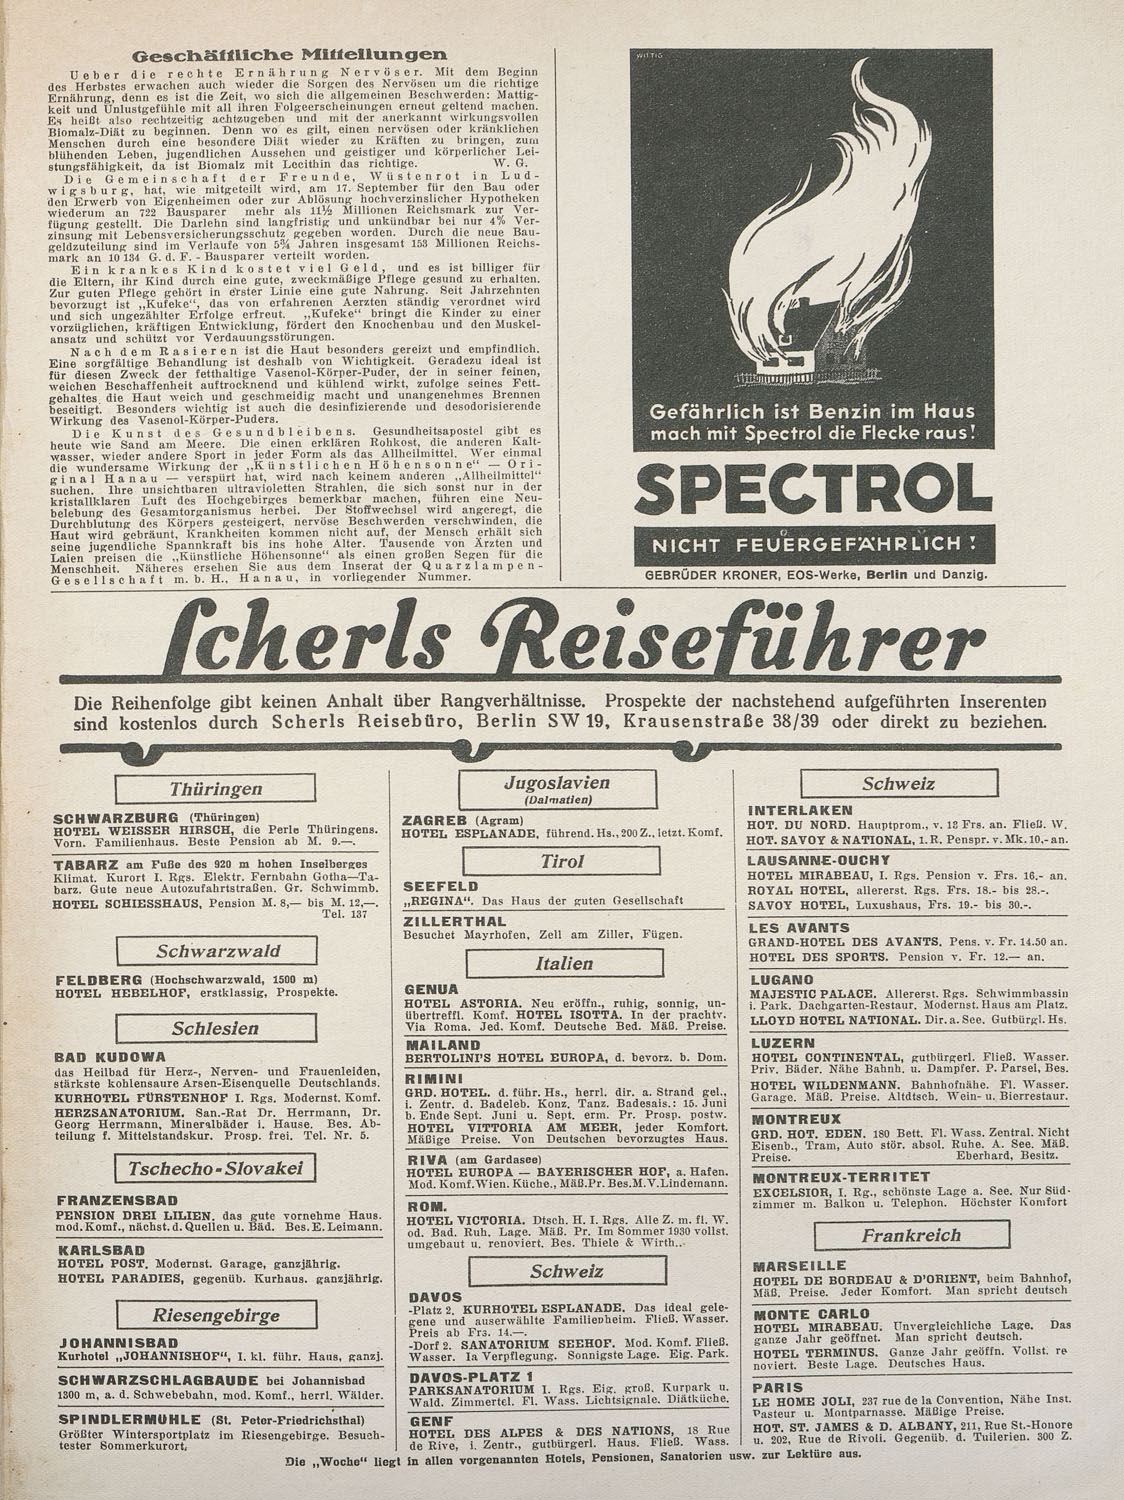 Geschäftliche Mitteilungen
Ueber die rechte Ernährung Nervöser. Mit dem Beginn
des Herbstes erwachen auch wieder die Sorgen des Nervösen um die richtige
Ernährung, denn es ist die Zeit, wo sich die allgemeinen Beschwerden: Mattig-
keit und Unlustgefühle mit all ihren Folgeerscheinungen erneut geltend machen.
Es heißt also rechtzeitig achtzugeben und mit der anerkannt wirkungsvollen
Biomalz-Diät zu beginnen. Denn wo es gilt, einen nervösen oder kränklichen
Menschen durch eine besondere Diät wieder zu Kräften zu bringen, zum
blühenden Leben, jugendlichen Aussehen und geistiger und körperlicher Lei-
stungsfähigkeit, da ist Biomalz mit Lecithin das richtige. W. G.
Die Gemeinschaft der Freunde, Wüstenrot in Lud-
wigsburg, hat, wie mitgeteilt wird, am 17. September für den Bau oder
den Erwerb von Eigenheimen oder zur Ablösung hochverzinslicher Hypotheken
wiederum an 722 Bausparer mehr als 11½ Millionen Reichsmark zur Ver-
fügung gestellt. Die Darlehn sind langfristig und unkündbar bei nur 4% Ver-
zinsung mit Lebensversicherungsschutz gegeben worden. Durch die neue Bau-
geldzuteilung sind im Verlaufe von 5¾ Jahren insgesamt 153 Millionen Reichs-
mark an 10 134 G. d. F. - Bausparer verteilt worden.
Ein krankes Kind kostet viel Geld, und es ist billiger für
die Eltern, ihr Kind durch eine gute, zweckmäßige Pflege gesund zu erhalten.
Zur guten Pflege gehört in erster Linie eine gute Nahrung. Seit Jahrzehnten
bevorzugt ist „Kufeke“, das von erfahrenen Aerzten ständig verordnet wird
und sich ungezählter Erfolge erfreut. „Kufeke“ bringt die Kinder zu einer
vorzüglichen, kräftigen Entwicklung, fördert den Knochenbau und den Muskel-
ansatz und schützt vor Verdauungsstörungen.
Nach dem Rasieren ist die Haut besonders gereizt und empfindlich.
Eine sorgfältige Behandlung ist deshalb von Wichtigkeit. Geradezu ideal ist
für diesen Zweck der fetthaltige Vasenol-Körper-Puder, der in seiner feinen,
weichen Beschaffenheit auftrocknend und kühlend wirkt, zufolge seines Fett-
gehaltes die Haut weich und geschmeidig macht und unangenehmes Brennen
beseitigt. Besonders wichtig ist auch die desinfizierende und desodorisierende
Wirkung des Vasenol-Körper-Puders.
Die Kunst des Gesundbleibens. Gesundheitsapostel gibt es
heute wie Sand am Meere. Die einen erklären Rohkost, die anderen Kalt-
wasser, wieder andere Sport in jeder Form als das Allheilmittel. Wer einmal
die wundersame Wirkung der „Künstlichen Höhensonne“ — Ori-
ginal Hanau — verspürt hat, wird nach keinem anderen „Allheilmittel“
suchen. Ihre unsichtbaren ultravioletten Strahlen, die sich sonst nur in der
kristallklaren Luft des Hochgebirges bemerkbar machen, führen eine Neu-
belebung des Gesamtorganismus herbei. Der Stoffwechsel wird angeregt, die
Durchblutung des Körpers gesteigert, nervöse Beschwerden verschwinden, die
Haut wird gebräunt, Krankheiten kommen nicht auf, der Mensch erhält sich
seine jugendliche Spannkraft bis ins hohe Alter. Tausende von Ärzten und
Laien preisen die „Künstliche Höhensonne“ als einen großen Segen für die
Menschheit. Näheres ersehen Sie aus dem Inserat der Quarzlampen-
Gesellschaft m. b. H., Hanau, in vorliegender Nummer.
WITTIG
Gefährlich ist Benzin im Haus
mach mit Spectrol die Flecke raus!
SPECTROL
NICHT FEUERGEFÄHRLICH!
GEBRÜDER KRONER, EOS-Werke, Berlin und Danzig.
Scherls Reiseführer
Die Reihenfolge gibt keinen Anhalt über Rangverhältnisse. Prospekte der nachstehend aufgeführten Inserenten
sind kostenlos durch Scherls Reisebüro, Berlin SW 19, Krausenstraße 38/39 oder direkt zu beziehen.
Thüringen
SCHWARZBURG (Thüringen)
HOTEL WEISSER HIRSCH, die Perle Thüringens.
Vorn. Familienhaus. Beste Pension ab M. 9.—.
TABARZ am Fuße des 920 m hohen Inselberges
Klimat. Kurort I. Rgs. Elektr. Fernbahn Gotha—Ta-
barz. Gute neue Autozufahrtstraßen. Gr. Schwimmb.
HOTEL SCHIESSHAUS, Pension M. 8,— bis M. 12,—.
Tel. 137
Schwarzwald
FELDBERG (Hochschwarzwald, 1500 m)
HOTEL HEBELHOF, erstklassig, Prospekte.
Schlesien
BAD KUDOWA
das Heilbad für Herz-, Nerven- und Frauenleiden,
stärkste kohlensaure Arsen-Eisenquelle Deutschlands.
KURHOTEL FÜRSTENHOF I. Rgs. Modernst. Komf.
HERZSANATORIUM. San.-Rat Dr. Herrmann, Dr.
Georg Herrmann, Mineralbäder i. Hause. Bes. Ab-
teilung f. Mittelstandskur. Prosp. frei. Tel. Nr. 5.
Tschecho-Slovakei
FRANZENSBAD
PENSION DREI LILIEN, das gute vornehme Haus.
mod. Komf., nächst. d. Quellen u. Bäd. Bes. E. Leimann.
KARLSBAD
HOTEL POST. Modernst. Garage, ganzjährig.
HOTEL PARADIES, gegenüb. Kurhaus. ganzjährig.
Riesengebirge
JOHANNISBAD
Kurhotel „JOHANNISHOF“, I. kl. führ. Haus, ganzj.
SCHWARZSCHLAGBAUDE bei Johannisbad
1300 m, a. d. Schwebebahn, mod. Komf., herrl. Wälder.
SPINDLERMÜHLE (St. Peter-Friedrichsthal)
Größter Wintersportplatz im Riesengebirge. Besuch-
tester Sommerkurort,
Jugoslavien
(Dalmatien)
ZAGREB (Agram)
HOTEL ESPLANADE, führend. Hs., 200 Z., letzt. Komf.
Tirol
SEEFELD
„REGINA“. Das Haus der guten Gesellschaft
ZILLERTHAL
Besuchet Mayrhofen, Zell am Ziller, Fügen.
Italien
GENUA
HOTEL ASTORIA. Neu eröffn., ruhig, sonnig, un-
übertreffl. Komf. HOTEL ISOTTA. In der prachtv.
Via Roma. Jed. Komf. Deutsche Bed. Mäß. Preise.
MAILAND
BERTOLINI'S HOTEL EUROPA, d. bevorz. b. Dom.
RIMINI
GRD. HOTEL. d. führ. Hs., herrl. dir. a. Strand gel.,
i. Zentr. d. Badeleb. Konz, Tanz. Badesais.: 15. Juni
b. Ende Sept. Juni u. Sept. erm. Pr. Prosp. postw.
HOTEL VITTORIA AM MEER, jeder Komfort.
Mäßige Preise. Von Deutschen bevorzugtes Haus.
RIVA (am Gardasee)
HOTEL EUROPA — BAYERISCHER HOF, a. Hafen.
Mod. Komf. Wien. Küche., Mäß. Pr. Bes. M. V. Lindemann.
ROM.
HOTEL VICTORIA. Dtsch. H. I. Rgs. Alle Z. m. fl. W.
od. Bad. Ruh. Lage. Mäß. Pr. Im Sommer 1930 vollst.
umgebaut u. renoviert. Bes. Thiele & Wirth.
Schweiz
DAVOS
-Platz 2. KURHOTEL ESPLANADE. Das ideal gele-
gene und auserwählte Familienheim. Fließ. Wasser.
Preis ab Frs. 14.—.
-Dorf 2. SANATORIUM SEEHOF. Mod. Komf. Fließ.
Wasser. Ia Verpflegung. Sonnigste Lage. Eig. Park.
DAVOS-PLATZ 1
PARKSANATORIUM I. Rgs. Eig. groß. Kurpark u.
Wald. Zimmertel. Fl. Wass. Lichtsignale. Diätküche.
GENF
HOTEL DES ALPES & DES NATIONS, 18 Rue
de Rive, i. Zentr., gutbürgerl. Haus. Fließ. Wass.
Schweiz
INTERLAKEN
HOT. DU NORD. Hauptprom., v. 13 Frs. an. Fließ. W.
HOT. SAVOY & NATIONAL, 1. R. Penspr. v. Mk. 10,- an.
LAUSANNE-OUCHY
HOTEL MIRABEAU, I. Rgs. Pension v. Frs. 16.- an.
ROYAL HOTEL, allererst. Rgs. Frs. 18.- bis 28.-.
SAVOY HOTEL, Luxushaus, Frs. 19.- bis 30.-.
LES AVANTS
GRAND-HOTEL DES AVANTS. Pens. v. Fr. 14.50 an.
HOTEL DES SPORTS. Pension v. Fr. 12.— an.
LUGANO
MAJESTIC PALACE. Allererst. Rgs. Schwimmbassin
i. Park. Dachgarten-Restaur. Modernst. Haus am Platz.
LLOYD HOTEL NATIONAL. Dir. a. See. Gutbürgl. Hs.
LUZERN
HOTEL CONTINENTAL, gutbürgerl. Fließ. Wasser.
Priv. Bäder. Nähe Bahnh. u. Dampfer. P. Parsel, Bes.
HOTEL WILDENMANN. Bahnhofnähe. Fl. Wasser.
Garage. Mäß. Preise. Altdtsch. Wein- u. Bierrestaur.
MONTREUX
GRD. HOT. EDEN. 180 Bett. Fl. Wass. Zentral. Nicht
Eisenb., Tram, Auto stör. absol. Ruhe. A. See. Mäß.
Preise. Eberhard, Besitz.
MONTREUX-TERRITET
EXCELSIOR, I. Rg., schönste Lage a. See. Nur Süd-
zimmer m. Balkon u. Telephon. Höchster Komfort
Frankreich
MARSEILLE
HOTEL DE BORDEAU & D'ORIENT, beim Bahnhof,
Mäß. Preise. Jeder Komfort. Man spricht deutsch
MONTE CARLO
HOTEL MIRABEAU. Unvergleichliche Lage. Das
ganze Jahr geöffnet. Man spricht deutsch.
HOTEL TERMINUS. Ganze Jahr geöffn. Vollst. re
noviert. Beste Lage. Deutsches Haus.
PARIS
LE HOME JOLI, 237 rue de la Convention, Nähe Inst.
Pasteur u. Montparnasse. Mäßige Preise.
HOT. ST. JAMES & D. ALBANY, 211, Rue St.-Honore
u. 202, Rue de Rivoli. Gegenüb. d. Tuilerien. 300 Z.
Die „Woche“ liegt in allen vorgenannten Hotels, Pensionen, Sanatorien usw. zur Lektüre aus.